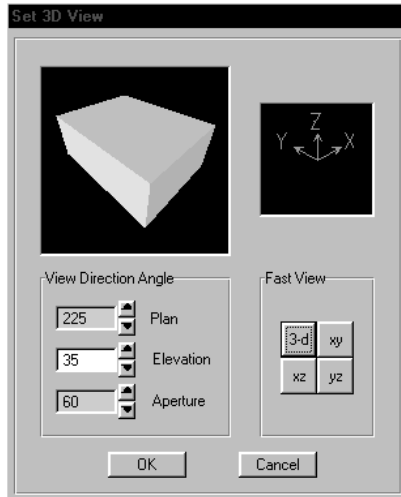 Set 3D View
Z
Y X
View Direction Angle
225 Plan
35 Elevation
60 Aperture
Fast View
3-d xy
xz yz
OK Cancel